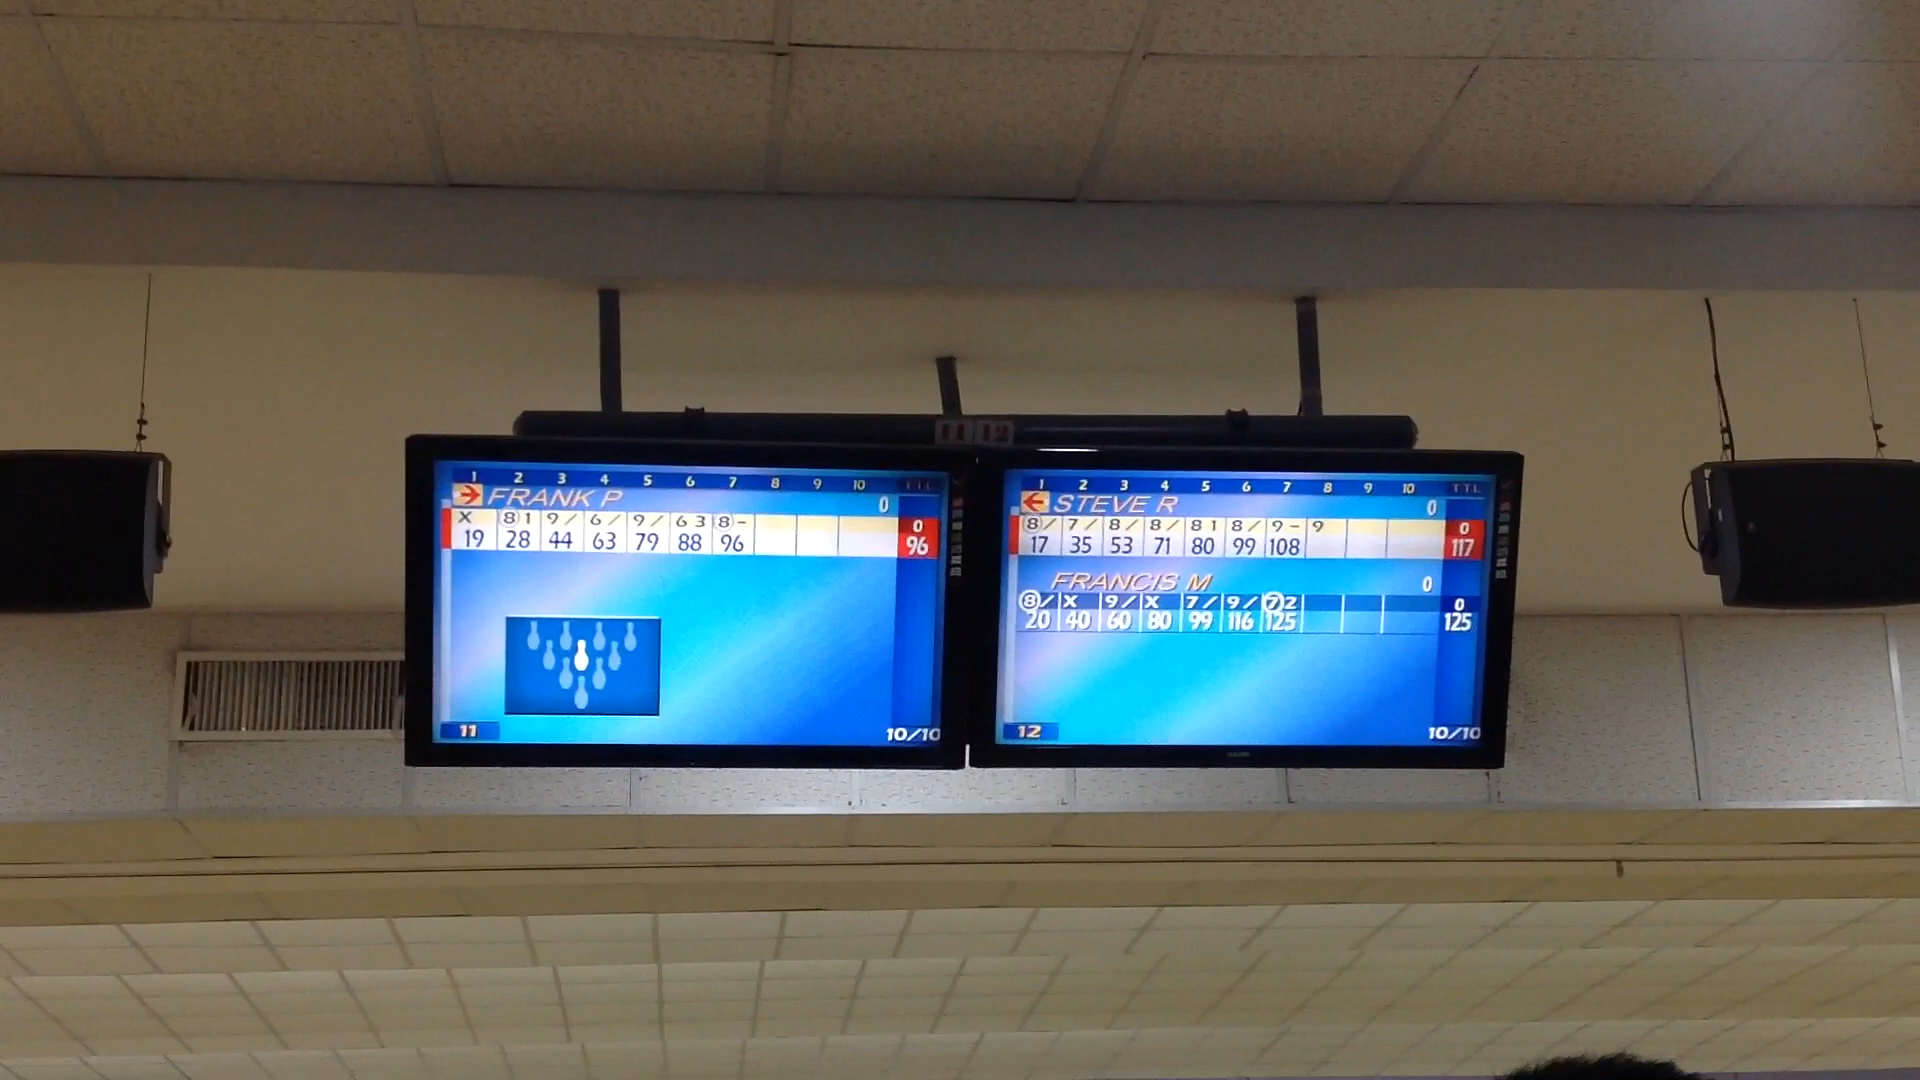 11 12
1 2 3 4 5 6 7 8 9 10 TTL
FRANK P 0
X 8 1 9 / 6 / 9 / 6 3 8 - 0
19 28 44 63 79 88 96 96
11 10/10
1 2 3 4 5 6 7 8 9 10 TTL
STEVE R 0
8 / 7 / 8 / 8 / 8 1 8 / 9 - 9 0
17 35 53 71 80 99 108 117
FRANCIS M 0
8 / X 9 / X 7 / 9 / 7 2 0
20 40 60 80 99 116 125 125
12 10/10